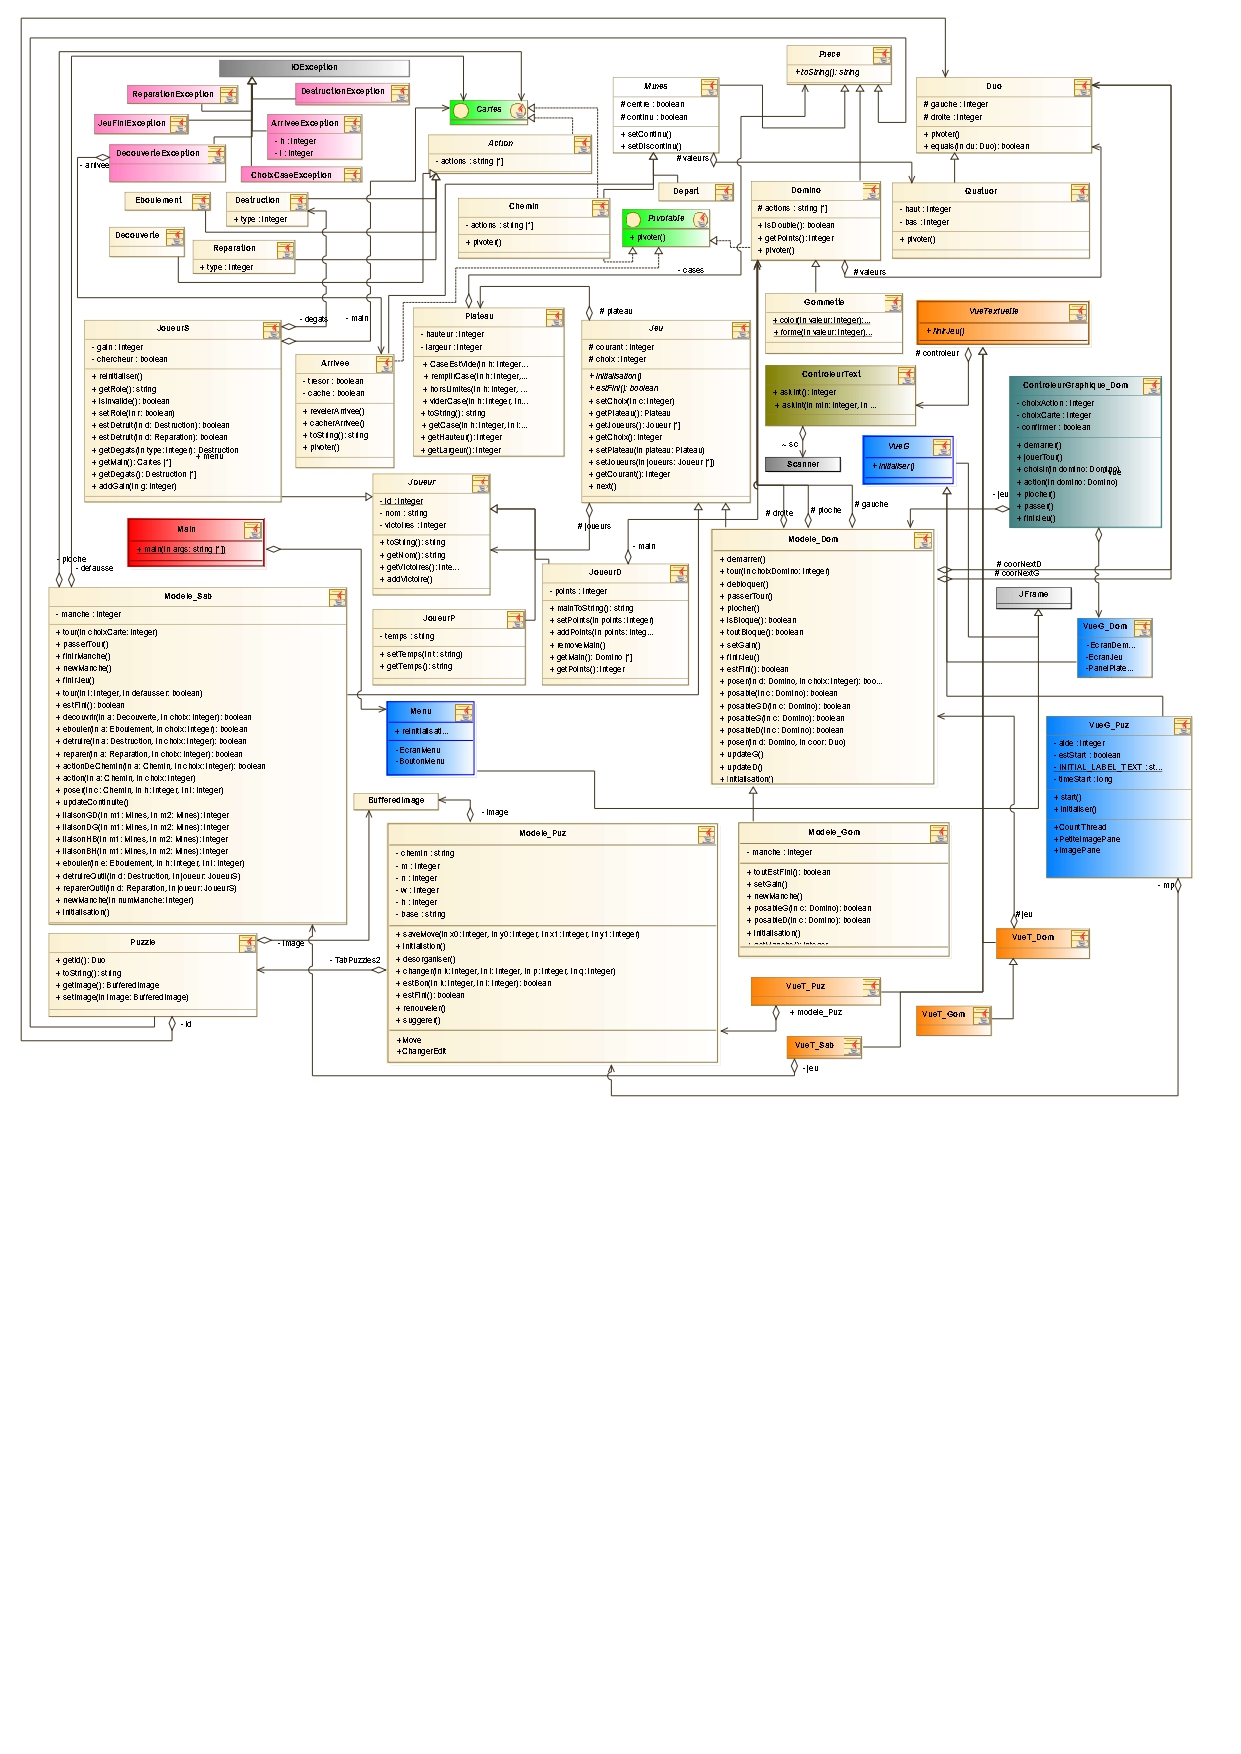 IOException
ReparationException
DestructionException
JeuFiniException
ArriveeException
- h : Integer
- l : Integer
DecouverteException
- arrivee
ChoixCaseException
Cartes
Action
- actions : string [*]
Eboulement
Destruction
+ type : Integer
Decouverte
Reparation
+ type : Integer
Chemin
- actions : string [*]
+ pivoter()
Mines
# centre : boolean
# continu : boolean
+ setContinu()
+ setDiscontinu()
# valeurs
Depart
Pivotable
+ pivoter()
- cases
Piece
+toString(): string
Duo
# gauche : Integer
# droite : Integer
+ pivoter()
+ equals(in du: Duo): boolean
Domino
# actions : string [*]
+ isDouble(): boolean
+ getPoints(): Integer
+ pivoter()
# valeurs
Quatuor
- haut : Integer
- bas : Integer
+ pivoter()
Gommette
+ color(in valeur:Integer):...
+ forme(in valeur:Integer)...
VueTextuelle
+ finirJeu()
# controleur
JoueurS
- gain : Integer
- chercheur : boolean
+ reinitialiser()
+ getRole(): string
+ isInvalide(): boolean
+ setRole(in r: boolean)
+ estDetruit(in d: Destruction): boolean
+ estDetruit(in d: Reparation): boolean
+ getDegats(in type: Integer): Destruction
+ menu
+ getMain(): Cartes [*]
+ getDegats(): Destruction [*]
+ addGain(in g: Integer)
- degats
- main
Arrivee
- tresor : boolean
- cache : boolean
+ revelerArrivee()
+ cacherArrivee()
+ toString(): string
+ pivoter()
Plateau
- hauteur : Integer
- largeur : Integer
+ CaseEstVide(in h: Integer...
+ remplirCase(in h: Integer,...
+ horsLimites(in h: Integer, ...
+ viderCase(in h: Integer, in...
+ toString(): string
+ getCase(in h: Integer, in l:...
+ getHauteur(): Integer
+ getLargeur(): Integer
# plateau
Jeu
# courant : Integer
# choix : Integer
+ initialisation()
+ estFini(): boolean
+ setChoix(in c:Integer)
+ getPlateau(): Plateau
+ getJoueurs(): Joueur [*]
+ getChoix(): Integer
+ setPlateau(in plateau: Plateau)
+ setJoueurs(in joueurs: Joueur [*])
+ getCourant(): Integer
+ next()
# joueurs
ControleurText
+ askInt(): Integer
+ askInt(in min: Integer, in ...
~ sc
Scanner
VueG
+ initialiser()
ControleurGraphique_Dom
- choixAction : Integer
- choixCarte : Integer
- confirmer : boolean
+ demarrer()
+ jouerTour()
+ choisir(in domino: Domino)
- vue
+ action(in domino: Domino)
+ piocher()
+ passer()
+ finirJeu()
- jeu
Joueur
- id : Integer
- nom : string
- victoires : Integer
+ toString(): string
+ getNom(): string
+ getVictoires(): Inte...
+ addVictoire()
Main
+ main(in args: string [*])
- pioche
- defausse
# droite
# pioche
# gauche
- main
Modele_Dom
+ demarrer()
+ tour(in choixDomino: Integer)
+ debloquer()
+ passerTour()
+ piocher()
+ isBloque(): boolean
+ toutBloque(): boolean
+ setGain()
+ finirJeu()
+ estFini(): boolean
+ poser(in d: Domino, in choix: Integer): boo...
+ posable(in c: Domino): boolean
+ posableGD(in c: Domino): boolean
+ posableG(in c: Domino): boolean
+ posableD(in c: Domino): boolean
+ poser(in d: Domino, in coor: Duo)
+ updateG()
+ updateD()
+ initialisation()
# coorNextD
# coorNextG
JFrame
VueG_Dom
-EcranDem...
-EcranJeu
-PanelPlate...
JoueurD
- points : Integer
+ mainToString(): string
+ setPoints(in points: Integer)
+ addPoints(in points: Integ...
+ removeMain()
+ getMain(): Domino [*]
+ getPoints(): Integer
JoueurP
- temps : string
+ setTemps(in t : string)
+ getTemps(): string
Modele_Sab
- manche : Integer
+ tour(in choixCarte: Integer)
+ passerTour()
+ finirManche()
+ newManche()
+ finirJeu()
+ tour(in i: Integer, in defausser: boolean)
+ estFini(): boolean
+ decouvrir(in a: Decouverte, in choix: Integer): boolean
+ ebouler(in a: Eboulement, in choix: Integer): boolean
+ detruire(in a: Destruction, in choix: Integer): boolean
+ reparer(in a: Reparation, in choix: Integer): boolean
+ actionDeChemin(in a: Chemin, in choix: Integer): boolean
+ action(in a: Chemin, in choix: Integer)
+ poser(in c: Chemin, in h: Integer, in l : Integer)
+ updateContinuite()
+ liaisonGD(in m1: Mines, in m2: Mines): Integer
+ liaisonDG(in m1: Mines, in m2: Mines): Integer
+ liaisonHB(in m1: Mines, in m2: Mines): Integer
+ liaisonBH(in m1: Mines, in m2: Mines): Integer
+ ebouler(in e: Eboulement, in h: Integer, in l : Integer)
+ detruireOutil(in d: Destruction, in joueur: JoueurS)
+ reparerOutil(in d: Reparation, in joueur: JoueurS)
+ newManche(in numManche: Integer)
+ initialisation()
Menu
+ reinitialisati...
-EcranMenu
-BoutonMenu
VueG_Puz
- aide : Integer
- estStart : boolean
- INITIAL_LABEL_TEXT : st...
- timeStart : long
+ start()
+ initialiser()
+CountThread
+PetiteImagePane
+ImagePane
- mp
BufferedImage
- image
Modele_Puz
- chemin : string
- m : Integer
- n : Integer
- w : Integer
- h : Integer
- base : string
+ saveMove(in x0: Integer, in y0: Integer, in x1 : Integer, in y1 : Integer)
+ initialistion()
+ desorganiser()
+ changer(in k: Integer, in l : Integer, in p: Integer, in q: Integer)
+ estBon(in k: Integer, in l : Integer): boolean
+ estFini(): boolean
+ renouveler()
+ suggerer()
+Move
+ChangerEdit
Modele_Gom
- manche : Integer
+ toutEstFini(): boolean
+ setGain()
+ newManche()
+ posableG(in c: Domino): boolean
+ posableD(in c: Domino): boolean
+ initialisation()
Puzzle
+ getId(): Duo
+ toString(): string
+ getImage(): BufferedImage
+ setImage(in image: BufferedImage)
- image
- TabPuzzles2
- id
# jeu
VueT_Dom
VueT_Puz
+ modele_Puz
VueT_Gom
VueT_Sab
- jeu